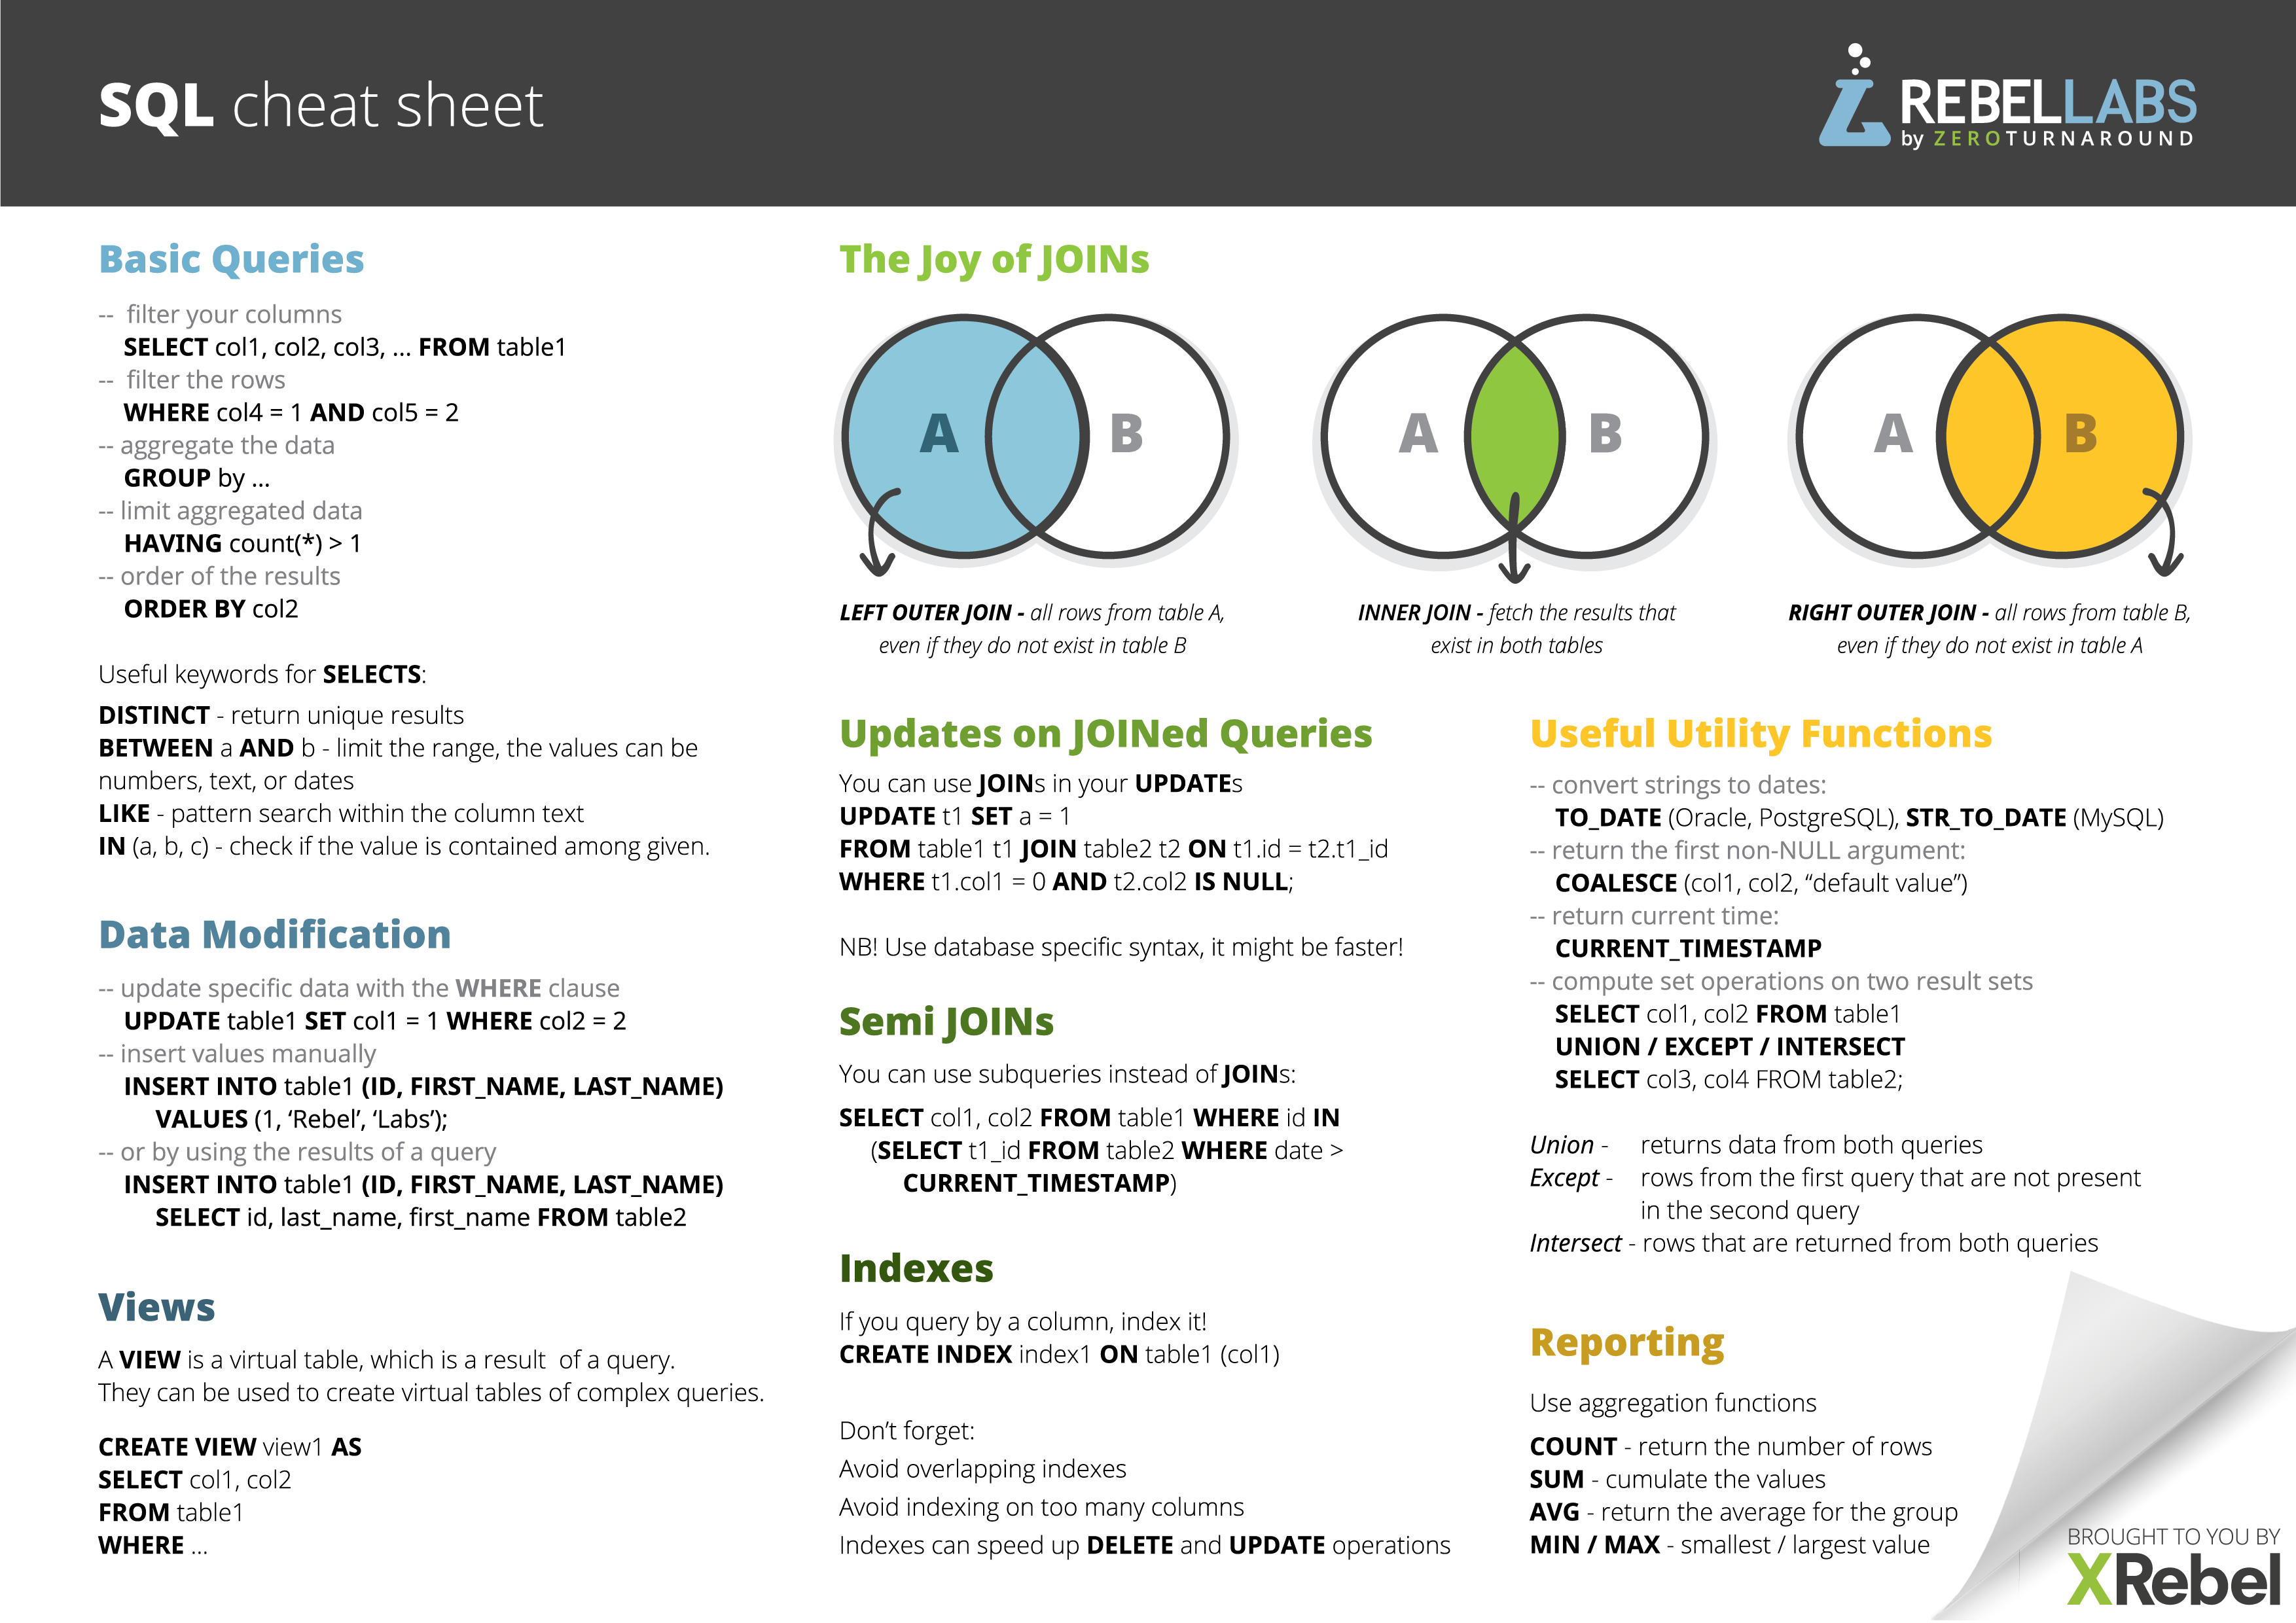 SQL cheat sheet
REBELLABS
by ZEROTURNAROUND
Basic Queries
-- filter your columns
SELECT col1, col2, col3, ... FROM table1
-- filter the rows
WHERE col4 = 1 AND col5 = 2
-- aggregate the data
GROUP by ...
-- limit aggregated data
HAVING count(*) > 1
-- order of the results
ORDER BY col2
Useful keywords for SELECTS:
DISTINCT - return unique results
BETWEEN a AND b - limit the range, the values can be
numbers, text, or dates
LIKE - pattern search within the column text
IN (a, b, c) - check if the value is contained among given.
Data Modification
-- update specific data with the WHERE clause
UPDATE table1 SET col1 = 1 WHERE col2 = 2
-- insert values manually
INSERT INTO table1 (ID, FIRST_NAME, LAST_NAME)
VALUES (1, ‘Rebel’, ‘Labs’);
-- or by using the results of a query
INSERT INTO table1 (ID, FIRST_NAME, LAST_NAME)
SELECT id, last_name, first_name FROM table2
Views
A VIEW is a virtual table, which is a result of a query.
They can be used to create virtual tables of complex queries.
CREATE VIEW view1 AS
SELECT col1, col2
FROM table1
WHERE ...
The Joy of JOINs
A B
A B
A B
LEFT OUTER JOIN - all rows from table A,
even if they do not exist in table B
INNER JOIN - fetch the results that
exist in both tables
RIGHT OUTER JOIN - all rows from table B,
even if they do not exist in table A
Updates on JOINed Queries
You can use JOINs in your UPDATEs
UPDATE t1 SET a = 1
FROM table1 t1 JOIN table2 t2 ON t1.id = t2.t1_id
WHERE t1.col1 = 0 AND t2.col2 IS NULL;
NB! Use database specific syntax, it might be faster!
Semi JOINs
You can use subqueries instead of JOINs:
SELECT col1, col2 FROM table1 WHERE id IN
(SELECT t1_id FROM table2 WHERE date >
CURRENT_TIMESTAMP)
Indexes
If you query by a column, index it!
CREATE INDEX index1 ON table1 (col1)
Don’t forget:
Avoid overlapping indexes
Avoid indexing on too many columns
Indexes can speed up DELETE and UPDATE operations
Useful Utility Functions
-- convert strings to dates:
TO_DATE (Oracle, PostgreSQL), STR_TO_DATE (MySQL)
-- return the first non-NULL argument:
COALESCE (col1, col2, “default value”)
-- return current time:
CURRENT_TIMESTAMP
-- compute set operations on two result sets
SELECT col1, col2 FROM table1
UNION / EXCEPT / INTERSECT
SELECT col3, col4 FROM table2;
Union - returns data from both queries
Except - rows from the first query that are not present
in the second query
Intersect - rows that are returned from both queries
Reporting
Use aggregation functions
COUNT - return the number of rows
SUM - cumulate the values
AVG - return the average for the group
MIN / MAX - smallest / largest value
BROUGHT TO YOU BY
XRebel